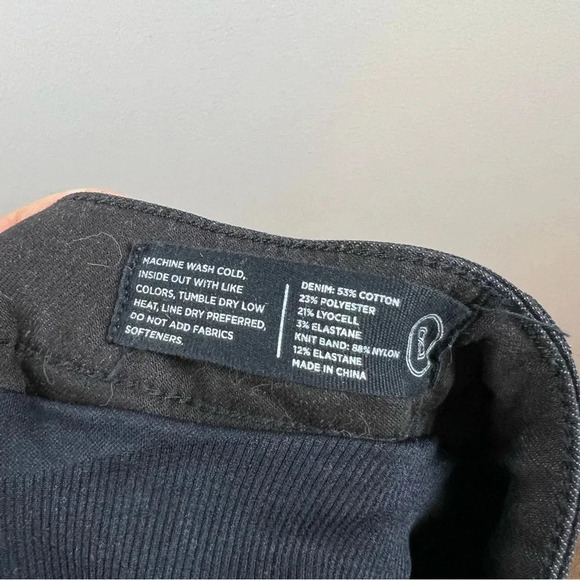 MACHINE WASH COLD,
INSIDE OUT WITH LIKE
COLORS, TUMBLE DRY LOW
HEAT, LINE DRY PREFERRED.
DO NOT ADD FABRICS
SOFTENERS.
DENIM: 53% COTTON
23% POLYESTER
21% LYOCELL
3% ELASTANE
KNIT BAND: 88% NYLON
12% ELASTANE
MADE IN CHINA